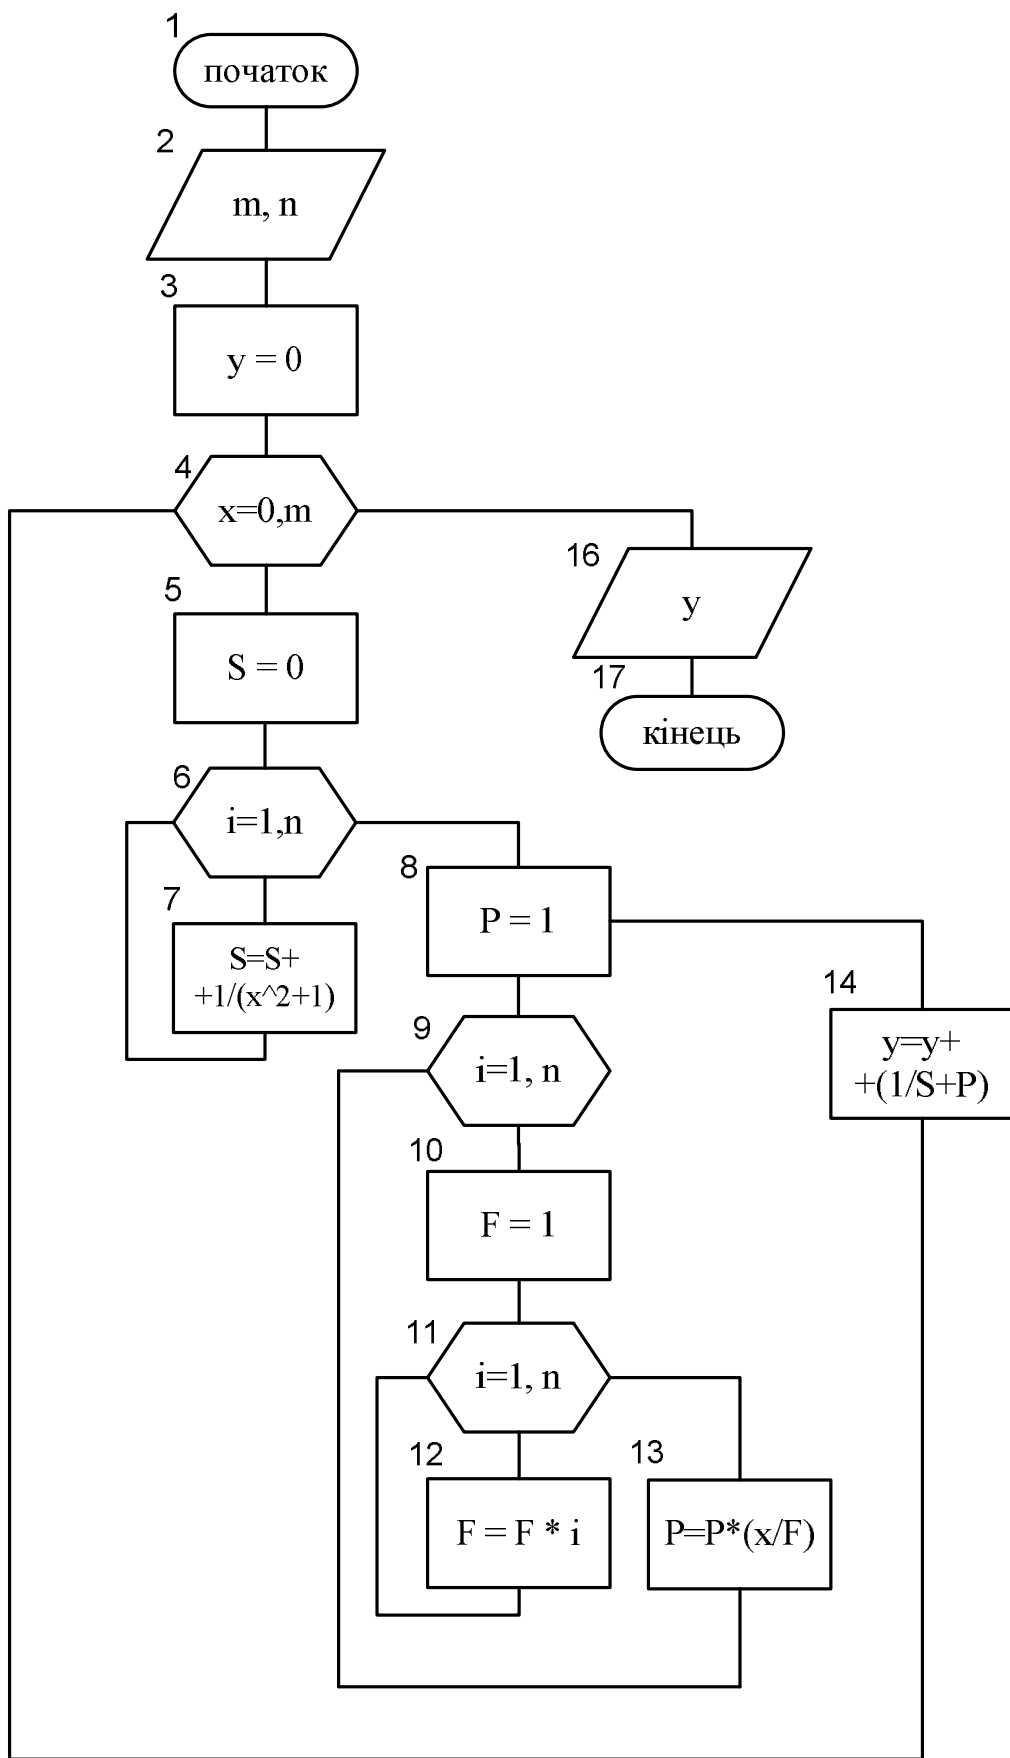 1
початок
2
m, n
3
y = 0
4
x=0,m
5
S = 0
6
i=1,n
7
S=S+
+1/(x^2+1)
8
P = 1
9
i=1, n
10
F = 1
11
i=1, n
12
F = F * i
13
P=P*(x/F)
14
y=y+
+(1/S+P)
16
y
17
кінець